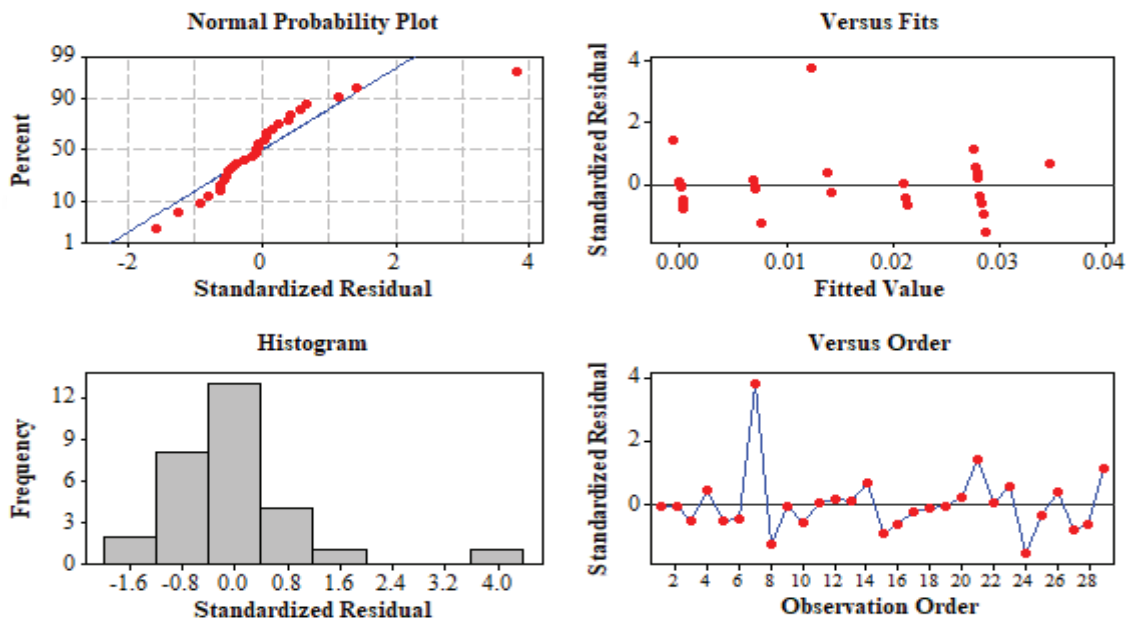 Normal Probability Plot
Percent
99
90
50
10
1
-2 0 2 4
Standardized Residual
Versus Fits
Standardized Residual
4
2
0
0.00 0.01 0.02 0.03 0.04
Fitted Value
Histogram
Frequency
12
9
6
3
0
-1.6 -0.8 0.0 0.8 1.6 2.4 3.2 4.0
Standardized Residual
Versus Order
Standardized Residual
4
2
0
2 4 6 8 10 12 14 16 18 20 22 24 26 28
Observation Order